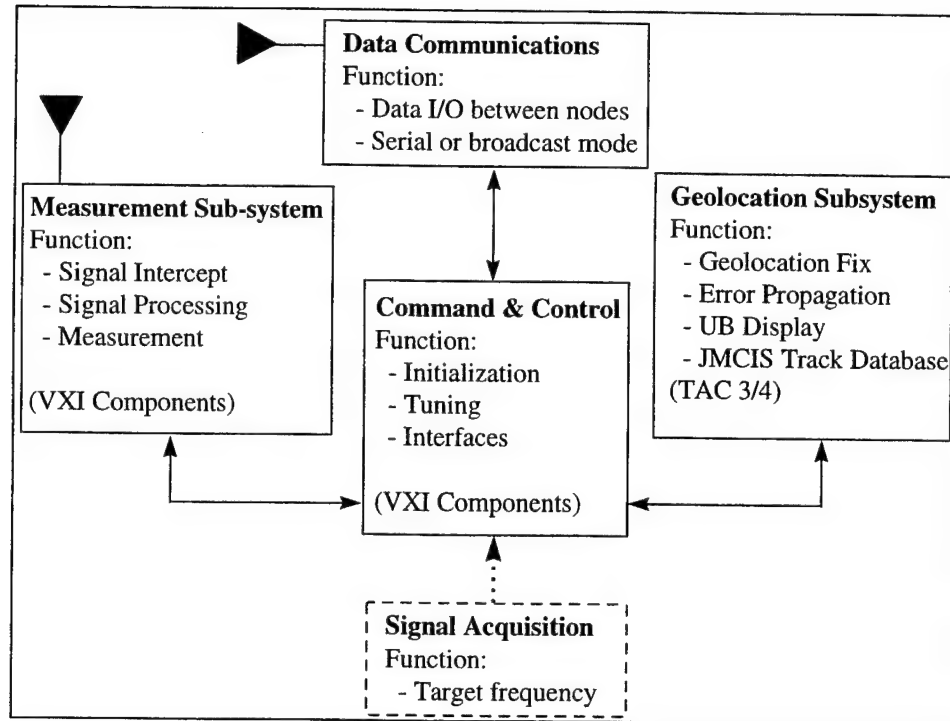 Data Communications
Function:
- Data I/O between nodes
- Serial or broadcast mode
Measurement Sub-system
Function:
- Signal Intercept
- Signal Processing
- Measurement
(VXI Components)
Geolocation Subsystem
Function:
- Geolocation Fix
- Error Propagation
- UB Display
- JMCIS Track Database
(TAC 3/4)
Command & Control
Function:
- Initialization
- Tuning
- Interfaces
(VXI Components)
Signal Acquisition
Function:
- Target frequency